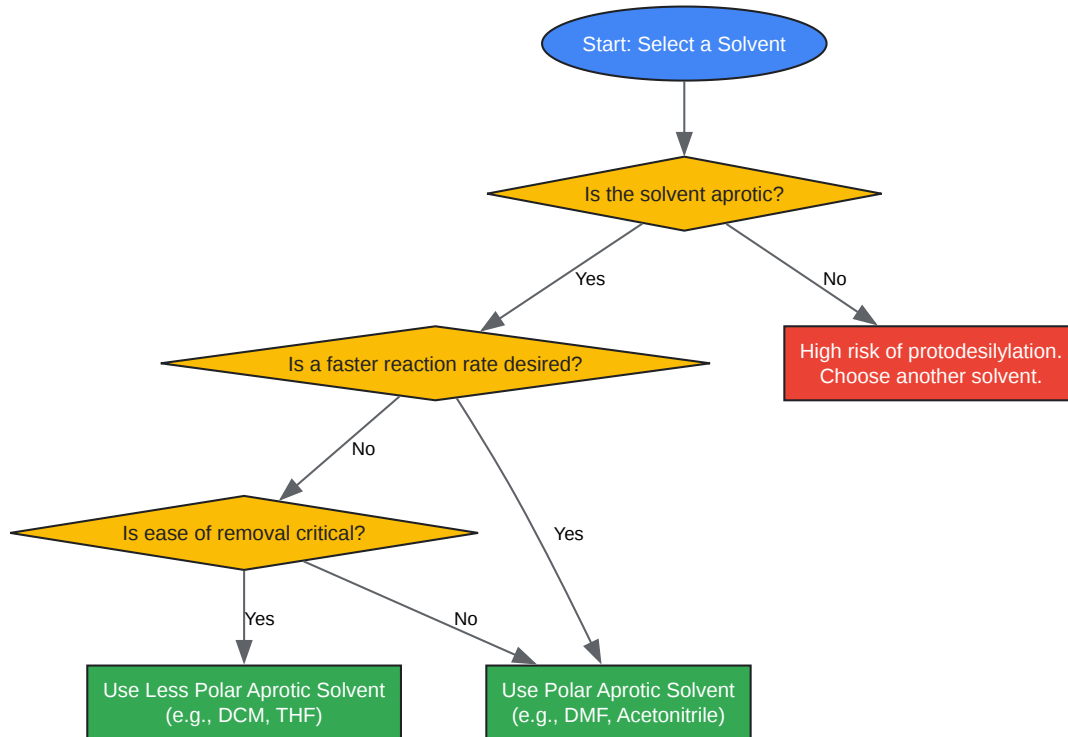 Start: Select a Solvent
Is the solvent aprotic?
Yes
No
Is a faster reaction rate desired?
High risk of protodesilylation.
Choose another solvent.
No
Is ease of removal critical?
Yes
Yes
No
Use Less Polar Aprotic Solvent
(e.g., DCM, THF)
Use Polar Aprotic Solvent
(e.g., DMF, Acetonitrile)